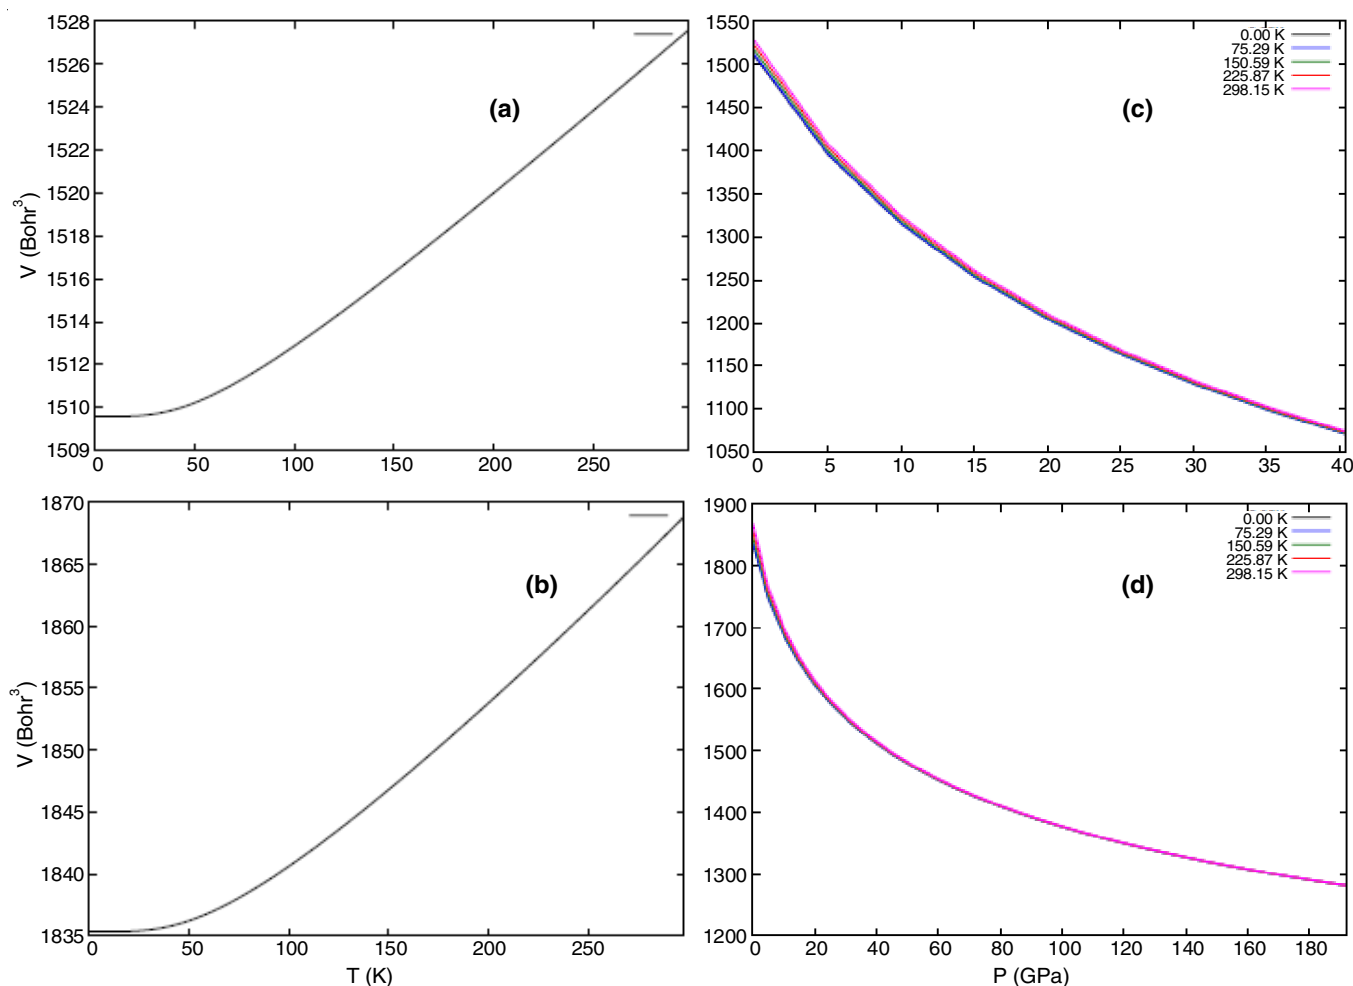 1528
1526
1524
1522
1520
1518
1516
1514
1512
1510
1509
V (Bohr³)
(a)
0 50 100 150 200 250
1550
1500
1450
1400
1350
1300
1250
1200
1150
1100
1050
0.00 K
75.29 K
150.59 K
225.87 K
298.15 K
(c)
0 5 10 15 20 25 30 35 40
1870
1865
1860
1855
1850
1845
1840
1835
V (Bohr³)
(b)
0 50 100 150 200 250
T (K)
1900
1800
1700
1600
1500
1400
1300
1200
0.00 K
75.29 K
150.59 K
225.87 K
298.15 K
(d)
0 20 40 60 80 100 120 140 160 180
P (GPa)